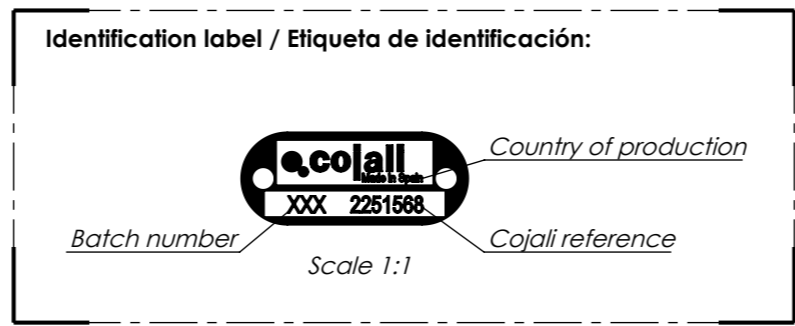 Identification label / Etiqueta de identificación:
cojali
Made in Spain
Country of production
XXX 2251568
Batch number
Cojali reference
Scale 1:1